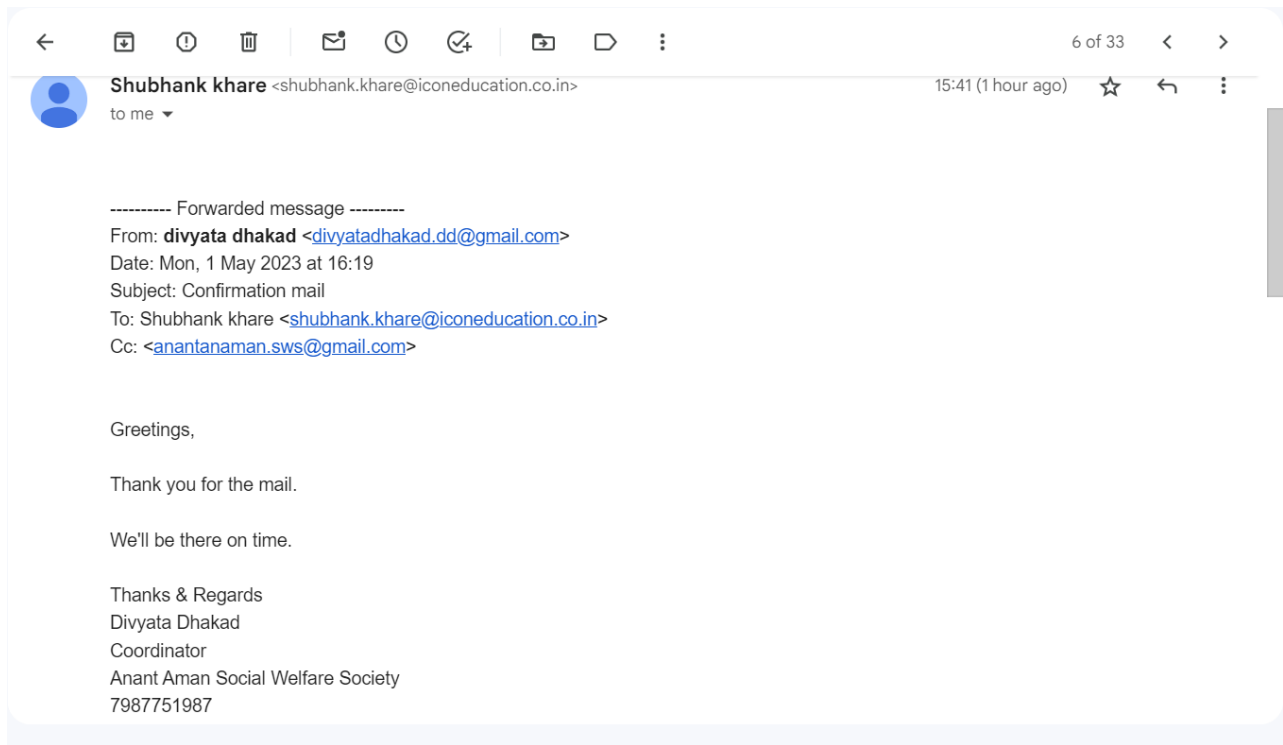 6 of 33
Shubhank khare <shubhank.khare@iconeducation.co.in>
15:41 (1 hour ago)
to me
---------- Forwarded message ---------
From: divyata dhakad <divyatadhakad.dd@gmail.com>
Date: Mon, 1 May 2023 at 16:19
Subject: Confirmation mail
To: Shubhank khare <shubhank.khare@iconeducation.co.in>
Cc: <anantanaman.sws@gmail.com>
Greetings,
Thank you for the mail.
We'll be there on time.
Thanks & Regards
Divyata Dhakad
Coordinator
Anant Aman Social Welfare Society
7987751987